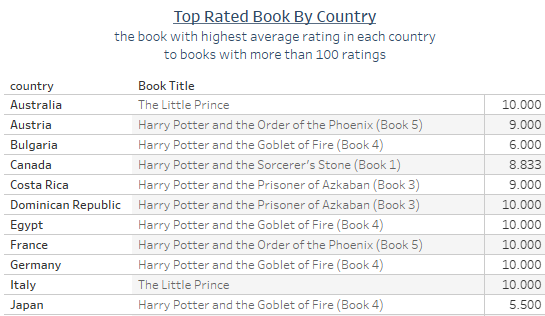 Top Rated Book By Country
the book with highest average rating in each country
to books with more than 100 ratings
country Book Title
Australia The Little Prince 10.000
Austria Harry Potter and the Order of the Phoenix (Book 5) 9.000
Bulgaria Harry Potter and the Goblet of Fire (Book 4) 6.000
Canada Harry Potter and the Sorcerer's Stone (Book 1) 8.833
Costa Rica Harry Potter and the Prisoner of Azkaban (Book 3) 9.000
Dominican Republic Harry Potter and the Prisoner of Azkaban (Book 3) 10.000
Egypt Harry Potter and the Goblet of Fire (Book 4) 10.000
France Harry Potter and the Order of the Phoenix (Book 5) 10.000
Germany Harry Potter and the Goblet of Fire (Book 4) 10.000
Italy The Little Prince 10.000
Japan Harry Potter and the Goblet of Fire (Book 4) 5.500